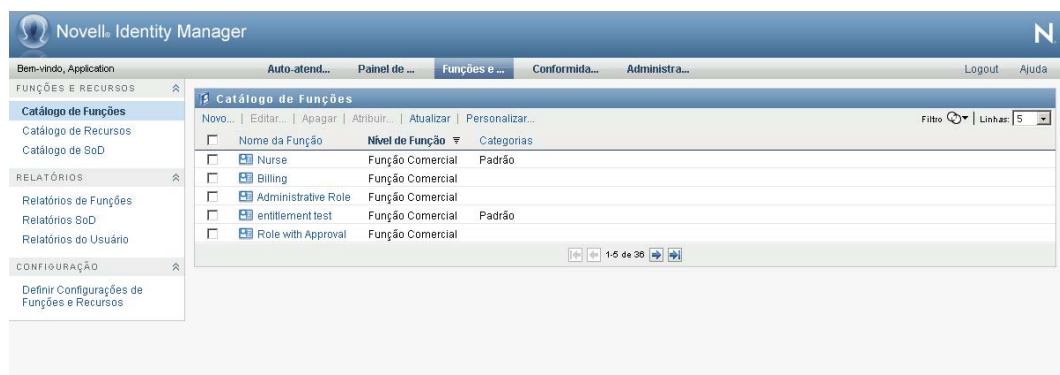 Novell® Identity Manager
N
Bem-vindo, Application
Auto-atend... Painel de ... Funções e ... Conformida... Administra... Logout Ajuda
FUNÇÕES E RECURSOS
Catálogo de Funções
Catálogo de Recursos
Catálogo de SoD
RELATÓRIOS
Relatórios de Funções
Relatórios SoD
Relatórios do Usuário
CONFIGURAÇÃO
Definir Configurações de
Funções e Recursos
Catálogo de Funções
Novo... | Editar... | Apagar | Atribuir... | Atualizar | Personalizar...
Filtro | Linhas: 5
Nome da Função Nível de Função Categorias
Nurse Função Comercial Padrão
Billing Função Comercial
Administrative Role Função Comercial
entitlement test Função Comercial Padrão
Role with Approval Função Comercial
1-5 de 36